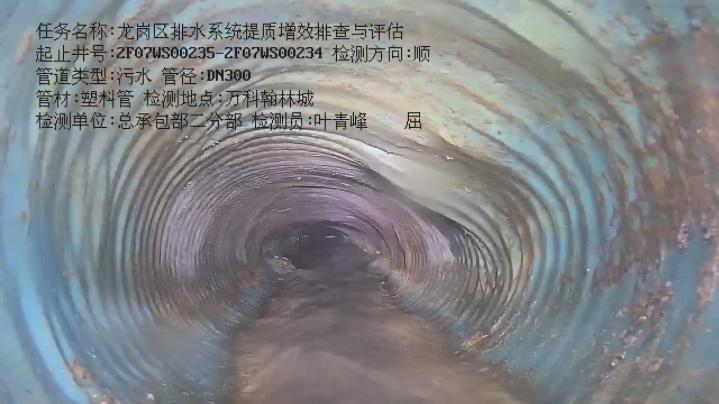 任务名称:龙岗区排水系统提质增效排查与评估
起止井号:2F07WS00235-2F07WS00234 检测方向:顺
管道类型:污水 管径:DN300
管材:塑料管 检测地点:万科翰林城
检测单位:总承包部二分部 检测员:叶青峰 屈